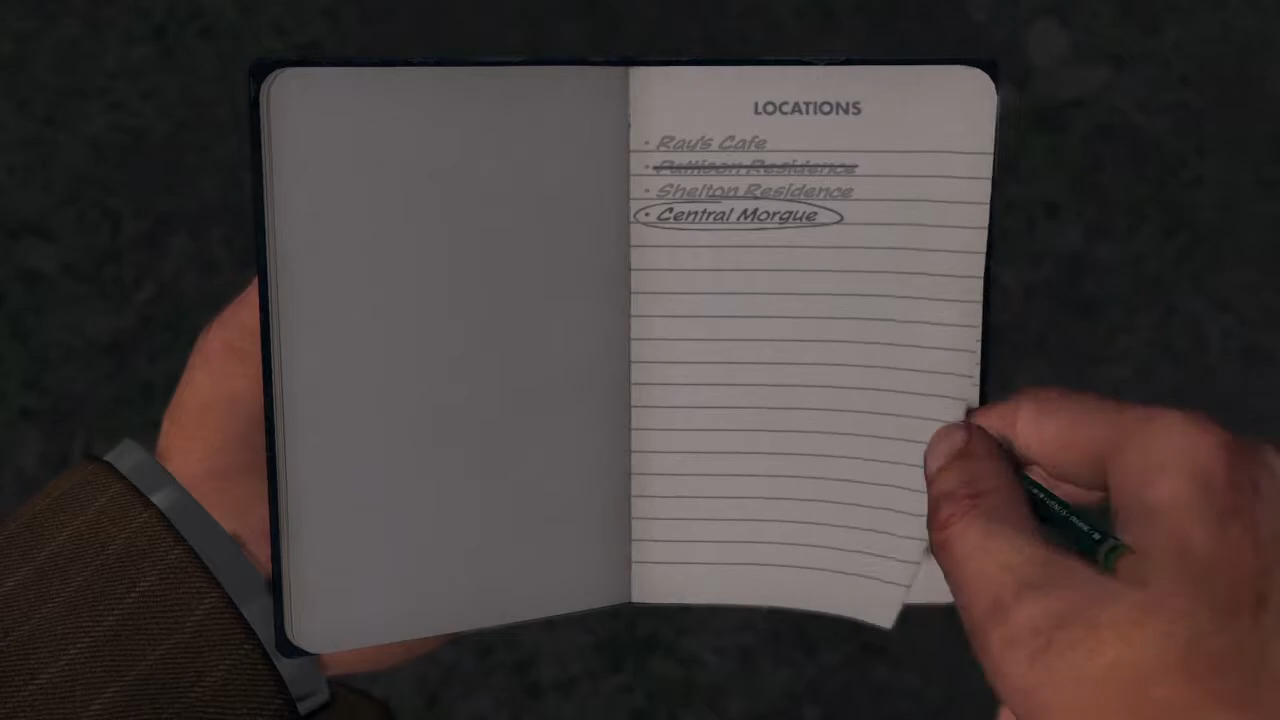 LOCATIONS
· Ray's Cafe
· Pattison Residence
· Shelton Residence
· Central Morgue